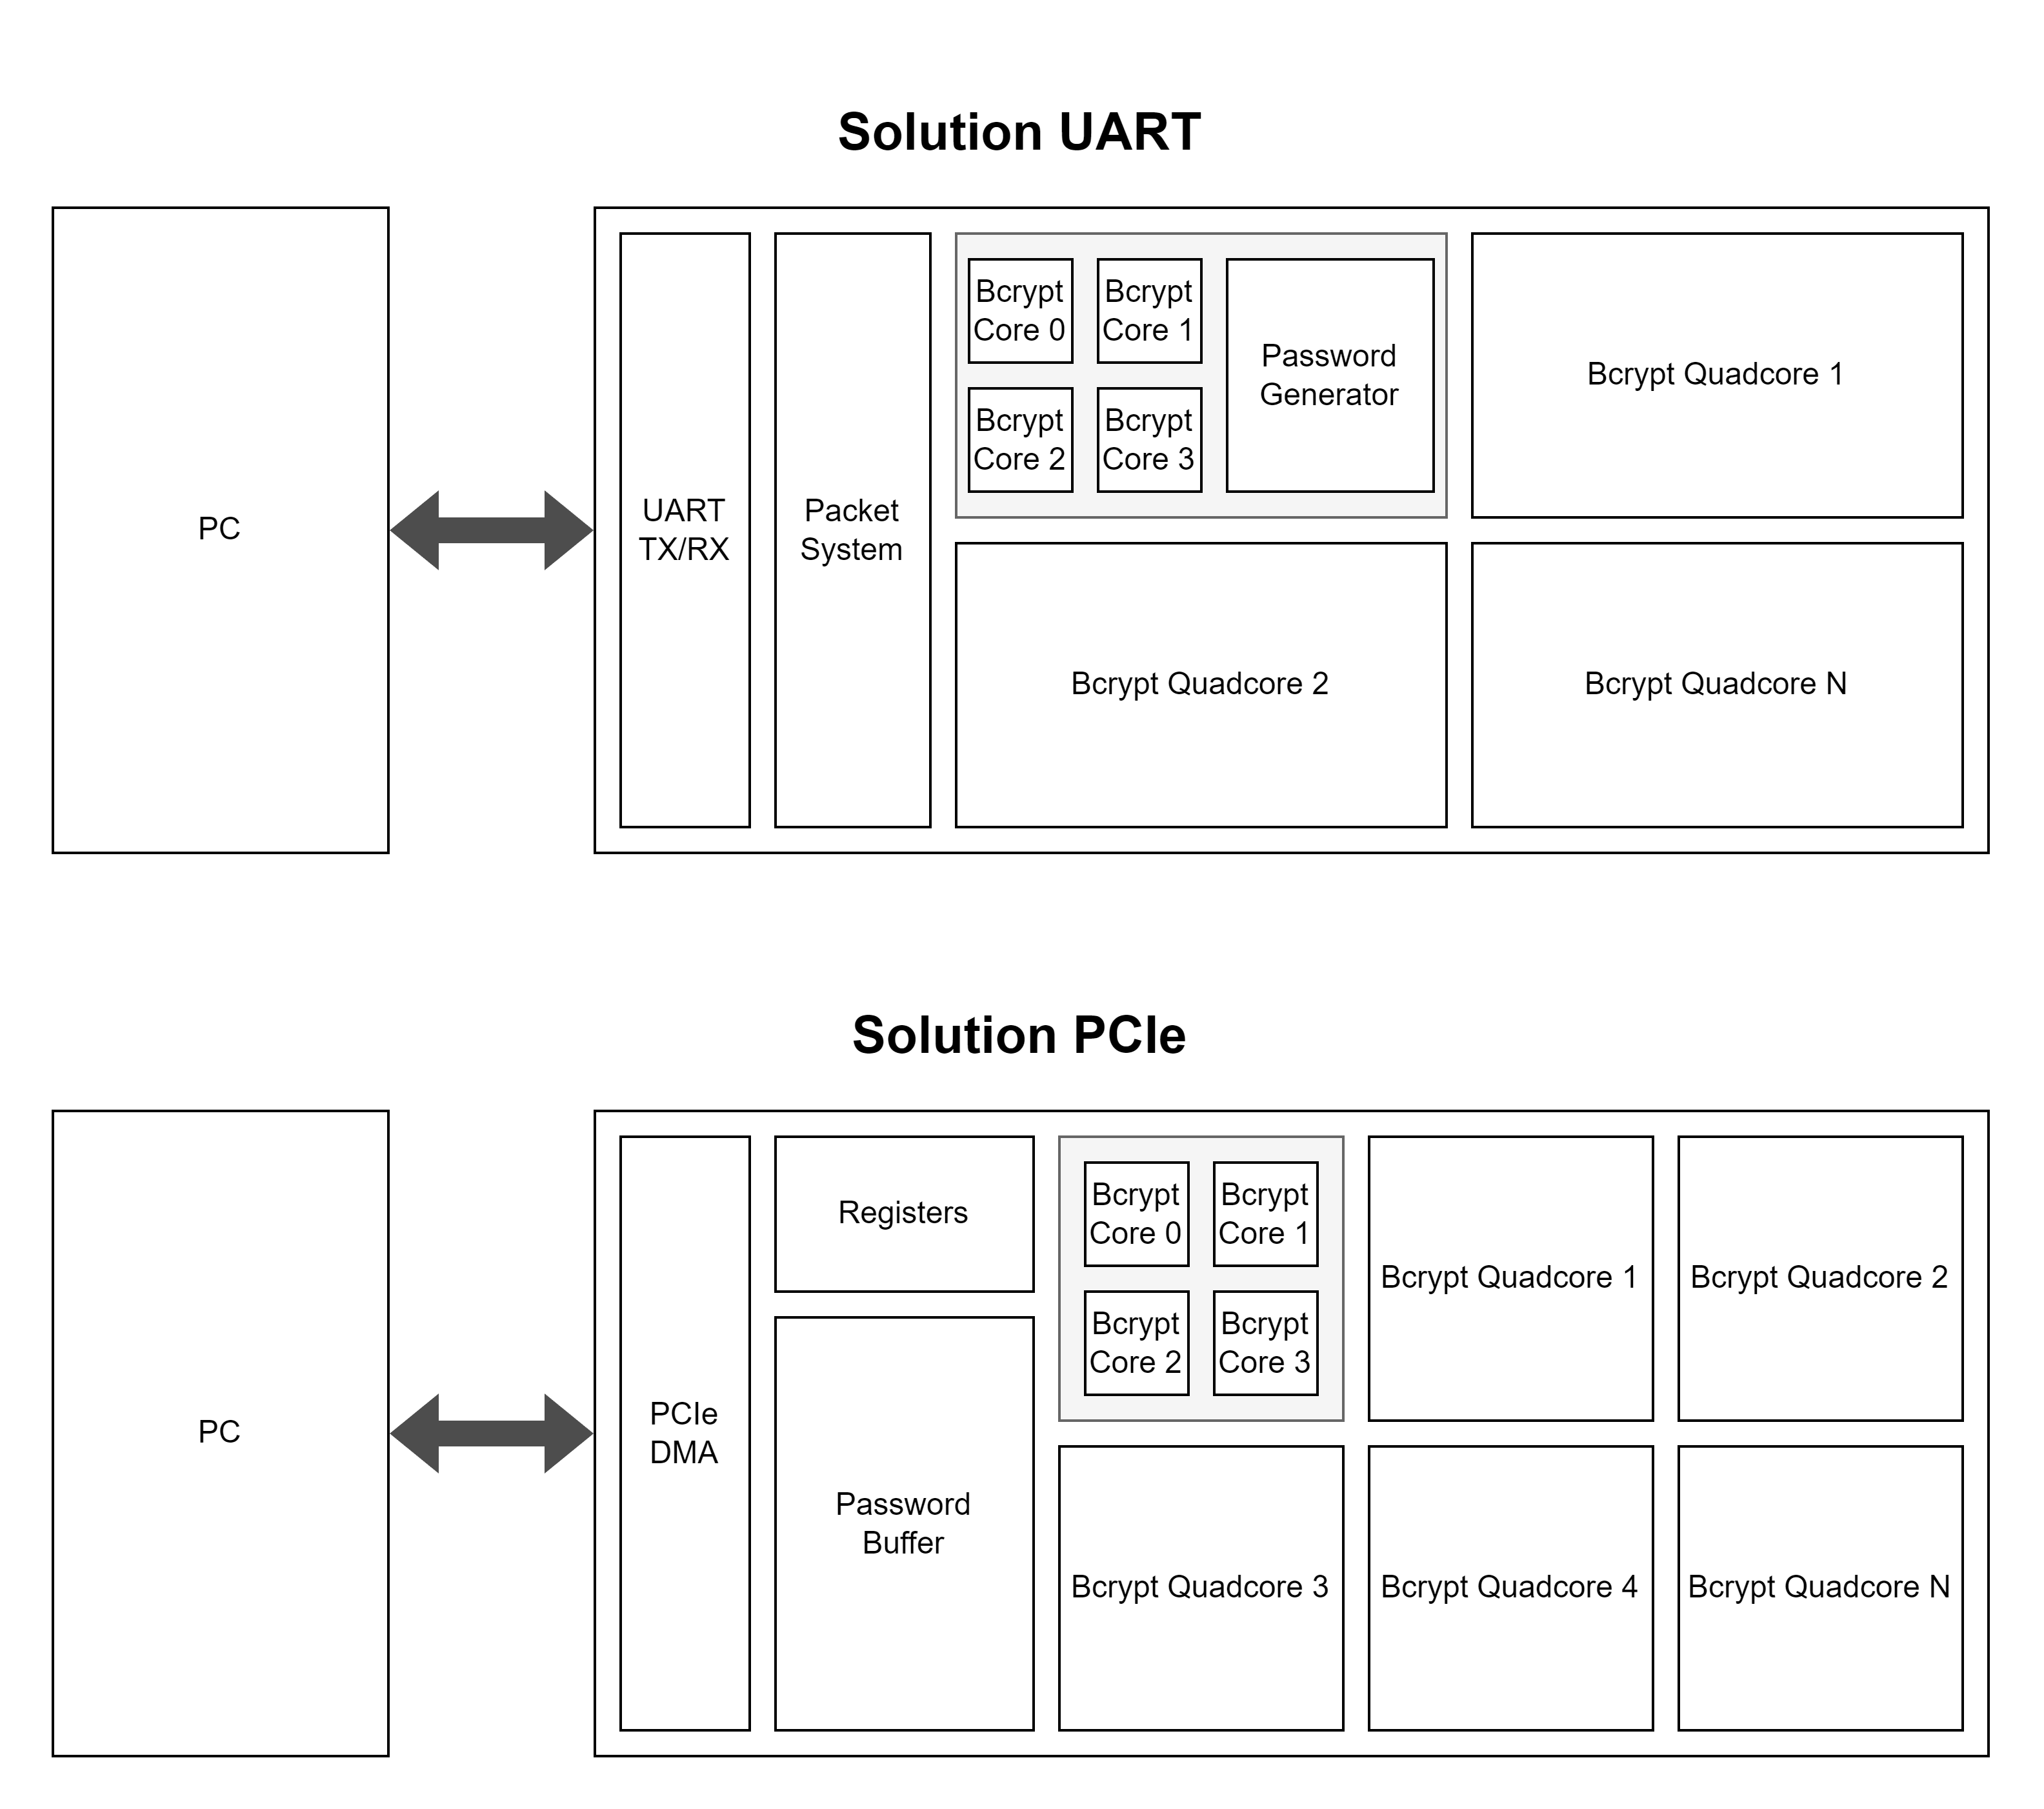 Solution UART
PC
UART
TX/RX
Packet
System
Bcrypt
Core 0
Bcrypt
Core 1
Bcrypt
Core 2
Bcrypt
Core 3
Password
Generator
Bcrypt Quadcore 1
Bcrypt Quadcore 2
Bcrypt Quadcore N
Solution PCIe
PC
PCIe
DMA
Registers
Password
Buffer
Bcrypt
Core 0
Bcrypt
Core 1
Bcrypt
Core 2
Bcrypt
Core 3
Bcrypt Quadcore 1
Bcrypt Quadcore 2
Bcrypt Quadcore 3
Bcrypt Quadcore 4
Bcrypt Quadcore N